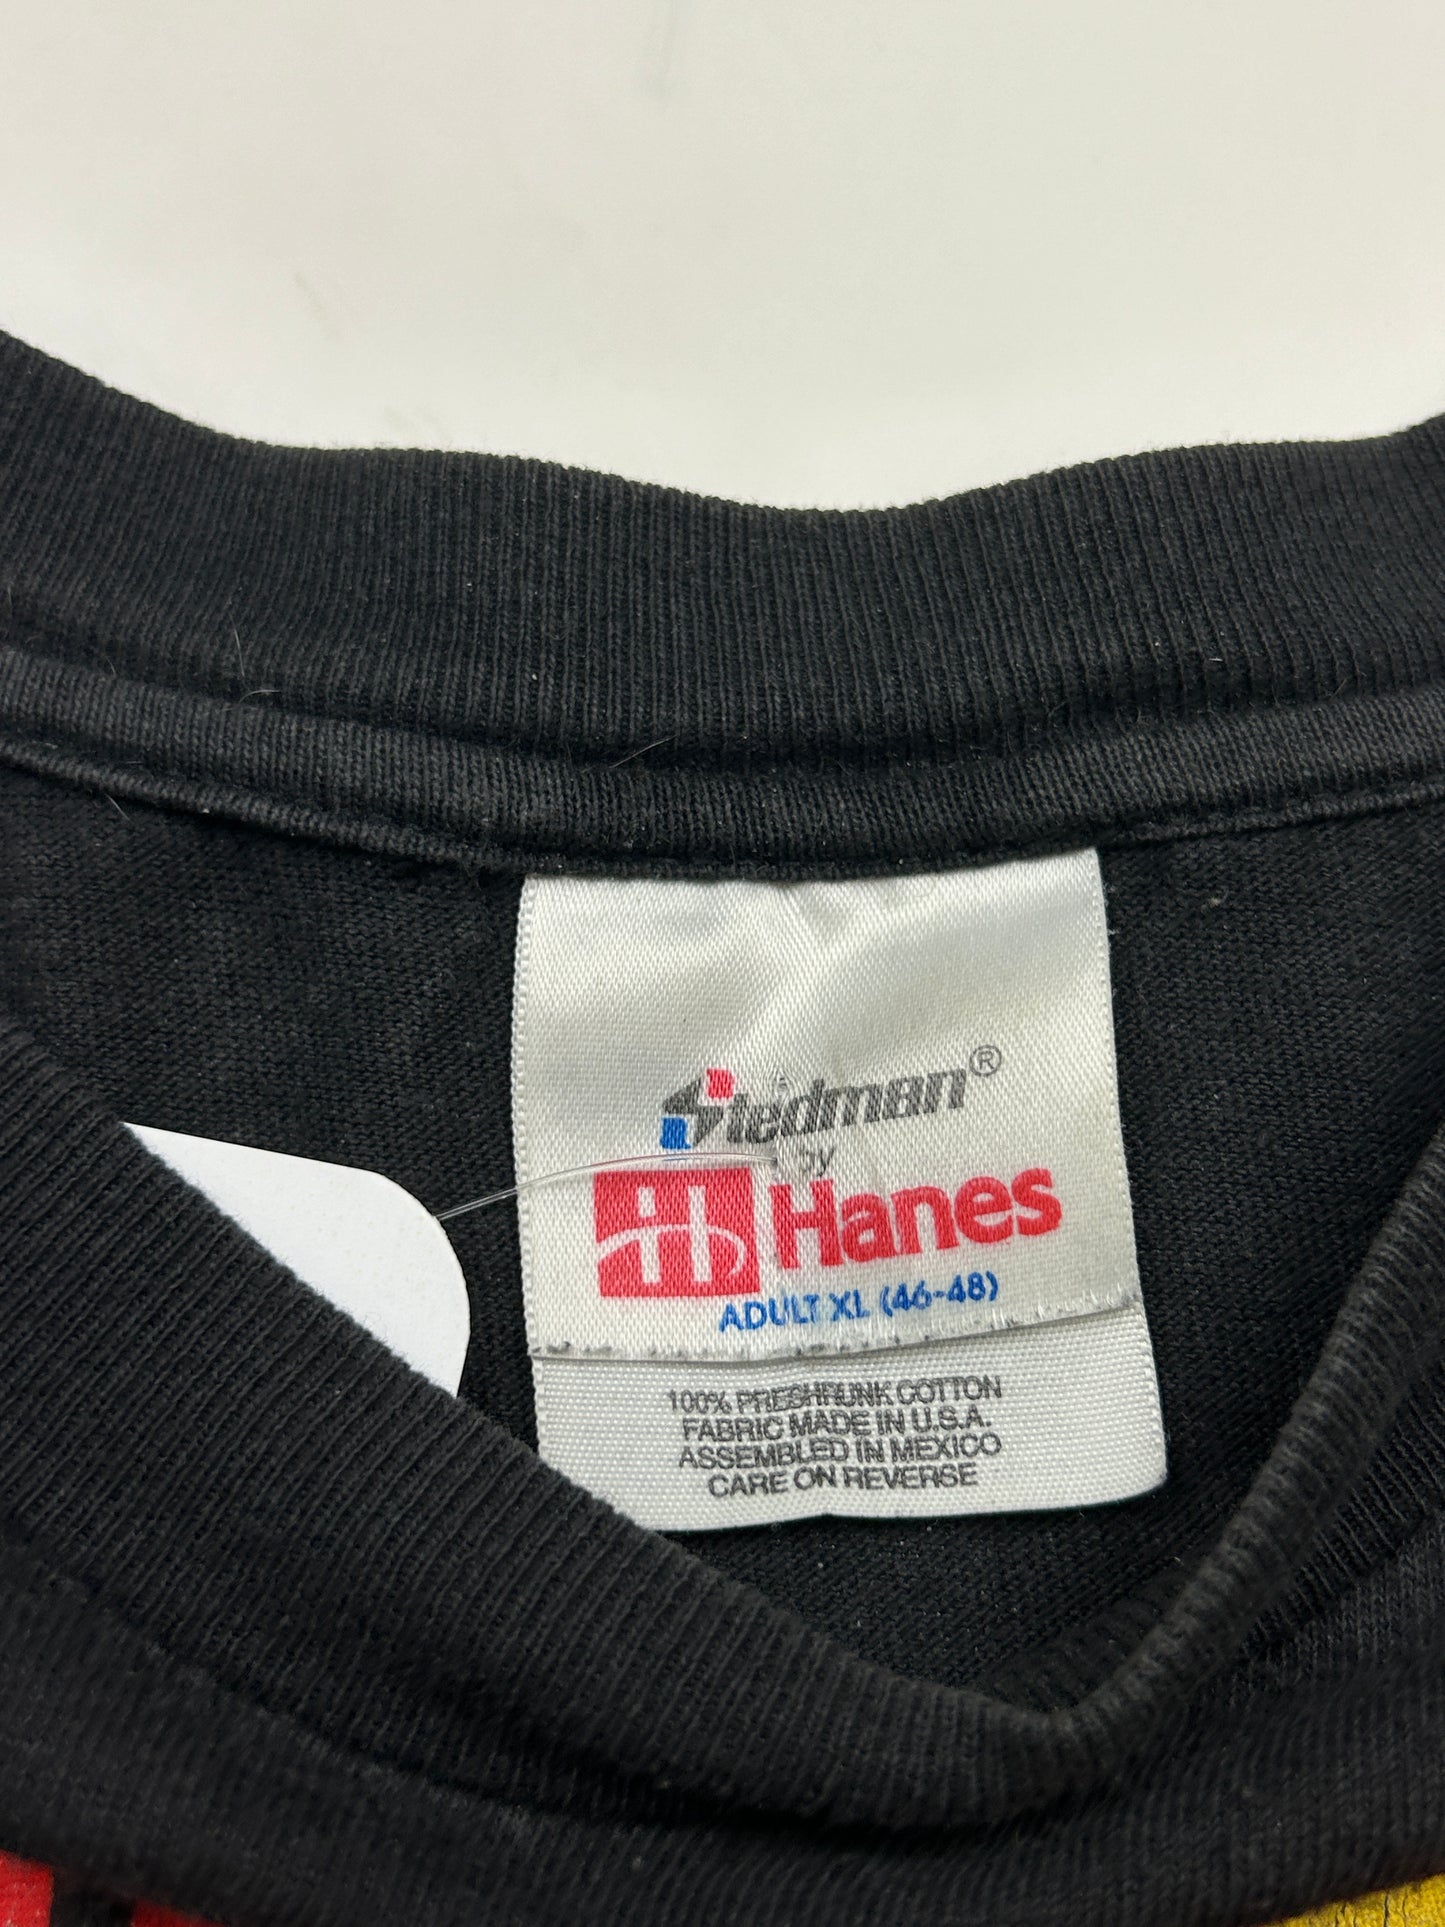 Stedman®
by
Hanes
ADULT XL (46-48)
100% PRESHRUNK COTTON
FABRIC MADE IN U.S.A.
ASSEMBLED IN MEXICO
CARE ON REVERSE